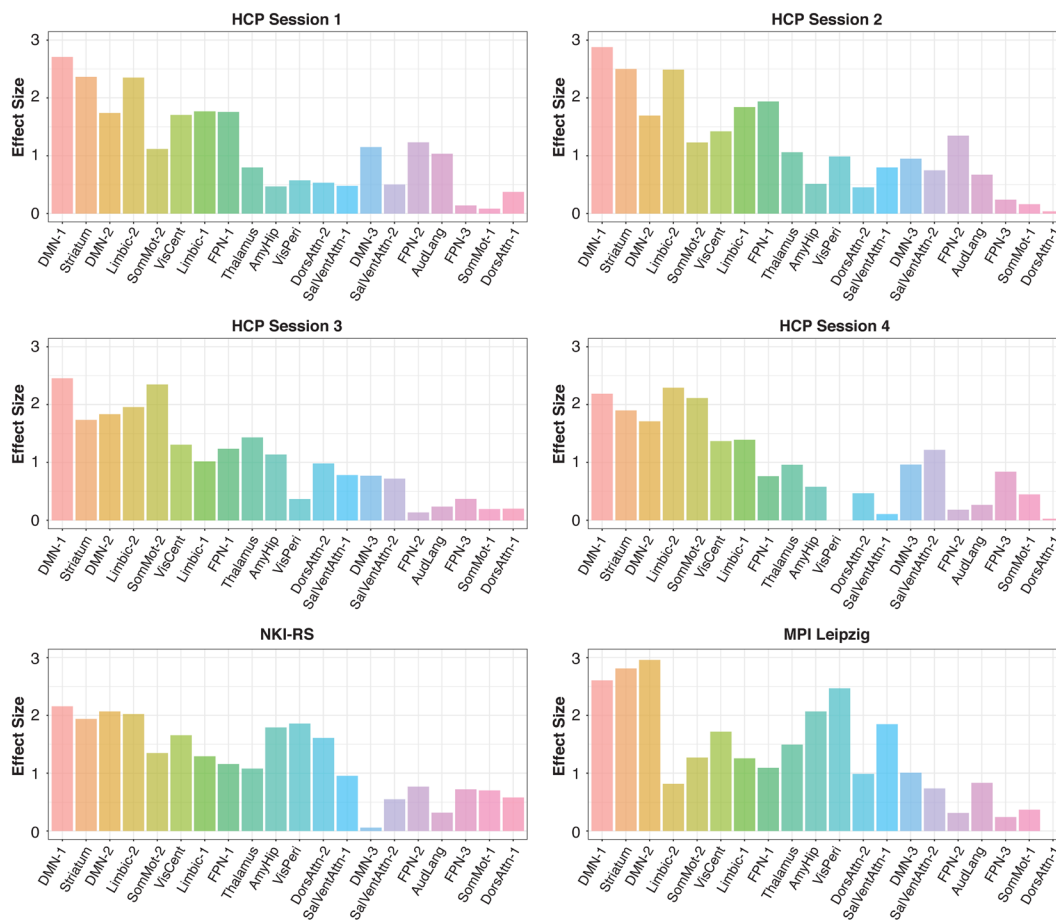 HCP Session 1
Effect Size
3
2
1
0
DMN-1
Striatum
DMN-2
Limbic-2
SomMot-2
VisCent
Limbic-1
FPN-1
Thalamus
AmyHip
VisPeri
DorsAttn-2
SalVentAttn-1
DMN-3
SalVentAttn-2
FPN-2
AudLang
FPN-3
SomMot-1
DorsAttn-1
HCP Session 2
Effect Size
3
2
1
0
DMN-1
Striatum
DMN-2
Limbic-2
SomMot-2
VisCent
Limbic-1
FPN-1
Thalamus
AmyHip
VisPeri
DorsAttn-2
SalVentAttn-1
DMN-3
SalVentAttn-2
FPN-2
AudLang
FPN-3
SomMot-1
DorsAttn-1
HCP Session 3
Effect Size
3
2
1
0
DMN-1
Striatum
DMN-2
Limbic-2
SomMot-2
VisCent
Limbic-1
FPN-1
Thalamus
AmyHip
VisPeri
DorsAttn-2
SalVentAttn-1
DMN-3
SalVentAttn-2
FPN-2
AudLang
FPN-3
SomMot-1
DorsAttn-1
HCP Session 4
Effect Size
3
2
1
0
DMN-1
Striatum
DMN-2
Limbic-2
SomMot-2
VisCent
Limbic-1
FPN-1
Thalamus
AmyHip
VisPeri
DorsAttn-2
SalVentAttn-1
DMN-3
SalVentAttn-2
FPN-2
AudLang
FPN-3
SomMot-1
DorsAttn-1
NKI-RS
Effect Size
3
2
1
0
DMN-1
Striatum
DMN-2
Limbic-2
SomMot-2
VisCent
Limbic-1
FPN-1
Thalamus
AmyHip
VisPeri
DorsAttn-2
SalVentAttn-1
DMN-3
SalVentAttn-2
FPN-2
AudLang
FPN-3
SomMot-1
DorsAttn-1
MPI Leipzig
Effect Size
3
2
1
0
DMN-1
Striatum
DMN-2
Limbic-2
SomMot-2
VisCent
Limbic-1
FPN-1
Thalamus
AmyHip
VisPeri
DorsAttn-2
SalVentAttn-1
DMN-3
SalVentAttn-2
FPN-2
AudLang
FPN-3
SomMot-1
DorsAttn-1